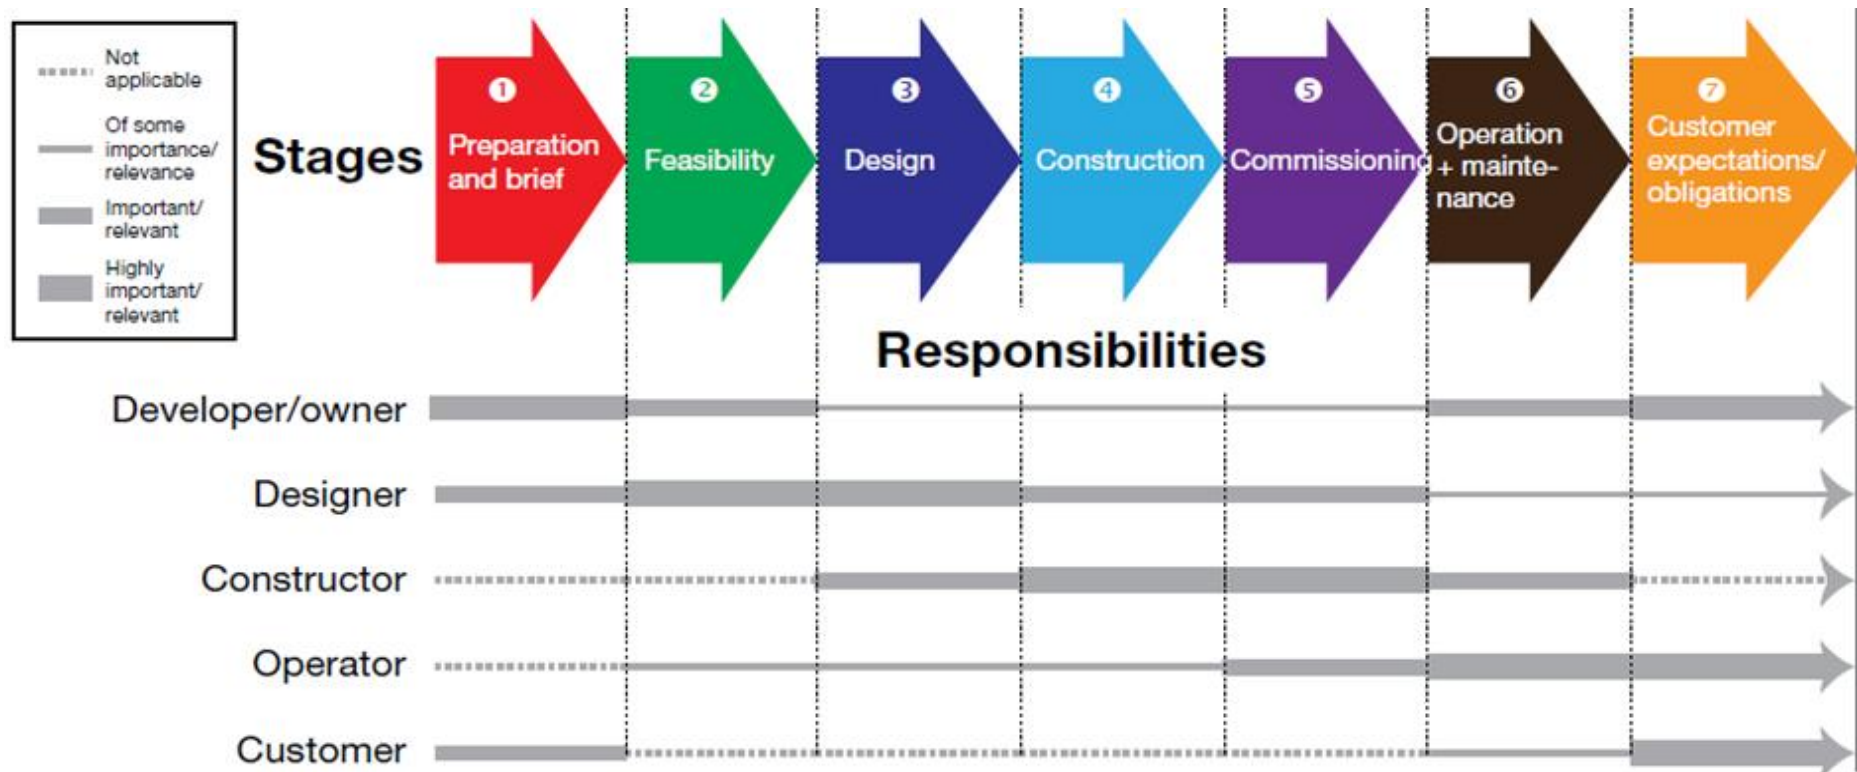 Not
applicable
Of some
importance/
relevance
Important/
relevant
Highly
important/
relevant
Stages
1
Preparation
and brief
2
Feasibility
3
Design
4
Construction
5
Commissioning
6
Operation
+ mainte-
nance
7
Customer
expectations/
obligations
Responsibilities
Developer/owner
Designer
Constructor
Operator
Customer